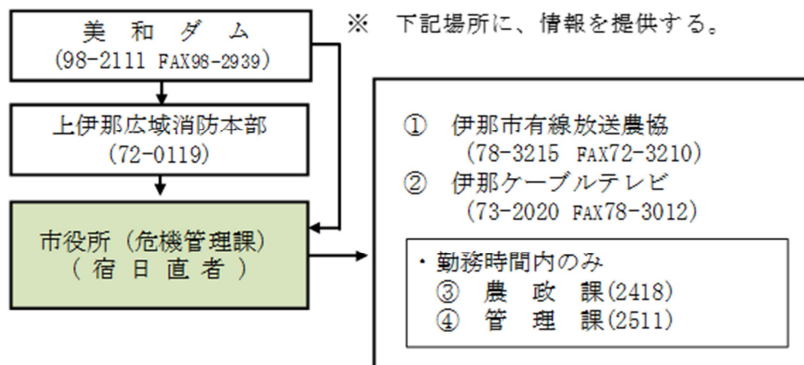 美 和 ダ ム
(98-2111 FAX98-2939)
※ 下記場所に、情報を提供する。
上伊那広域消防本部
(72-0119)
市役所（危機管理課）
（ 宿 日 直 者 ）
① 伊那市有線放送農協
(78-3215 FAX72-3210)
② 伊那ケーブルテレビ
(73-2020 FAX78-3012)
・勤務時間内のみ
③ 農 政 課(2418)
④ 管 理 課(2511)